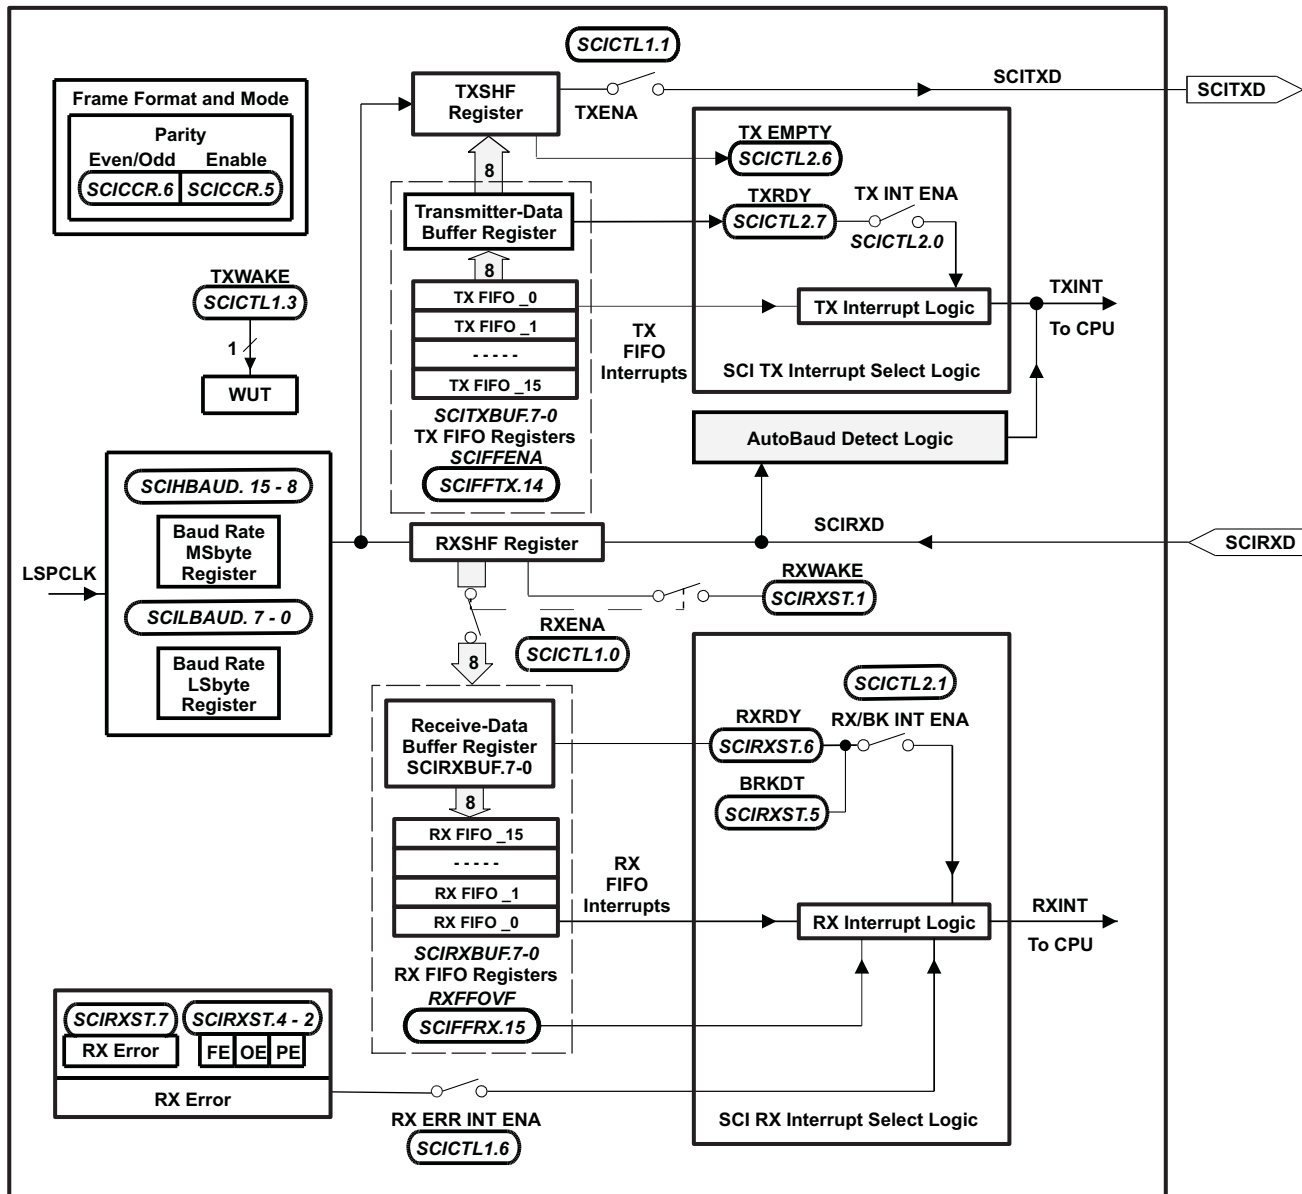 SCICTL1.1
Frame Format and Mode
Parity
Even/Odd Enable
SCICCR.6 SCICCR.5
TXSHF
Register
TXENA
SCITXD
SCITXD
8
TX EMPTY
SCICTL2.6
Transmitter-Data
Buffer Register
TXRDY
SCICTL2.7
TX INT ENA
SCICTL2.0
8
TXWAKE
SCICTL1.3
1
WUT
TX FIFO _0
TX FIFO _1
- - - - -
TX FIFO _15
TX
FIFO
Interrupts
TX Interrupt Logic
TXINT
To CPU
SCI TX Interrupt Select Logic
SCITXBUF.7-0
TX FIFO Registers
SCIFFENA
SCIFFTX.14
AutoBaud Detect Logic
LSPCLK
SCIHBAUD. 15 - 8
Baud Rate
MSbyte
Register
SCILBAUD. 7 - 0
Baud Rate
LSbyte
Register
RXSHF Register
SCIRXD
SCIRXD
RXWAKE
SCIRXST.1
RXENA
SCICTL1.0
8
Receive-Data
Buffer Register
SCIRXBUF.7-0
8
SCICTL2.1
RXRDY
SCIRXST.6
RX/BK INT ENA
BRKDT
SCIRXST.5
RX FIFO _15
- - - - -
RX FIFO _1
RX FIFO _0
RX
FIFO
Interrupts
RX Interrupt Logic
RXINT
To CPU
SCIRXBUF.7-0
RX FIFO Registers
RXFFOVF
SCIFFRX.15
SCIRXST.7 SCIRXST.4 - 2
RX Error FE OE PE
RX Error
RX ERR INT ENA
SCICTL1.6
SCI RX Interrupt Select Logic